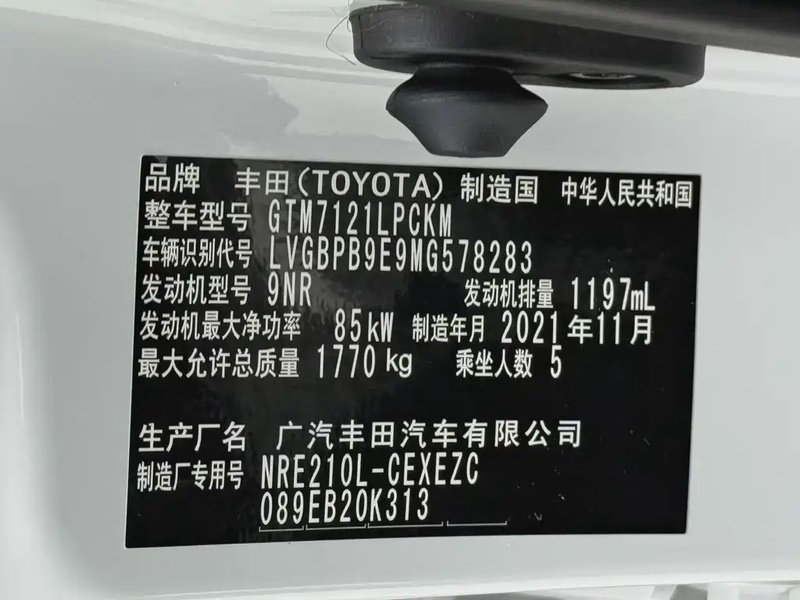 品牌 丰田(TOYOTA) 制造国 中华人民共和国
整车型号 GTM7121LPCKM
车辆识别代号 LVGBPB9E9MG578283
发动机型号 9NR 发动机排量 1197mL
发动机最大净功率 85kW 制造年月 2021年11月
最大允许总质量 1770kg 乘坐人数 5
生产厂名 广汽丰田汽车有限公司
制造厂专用号 NRE210L-CEXEZC
089EB20K313